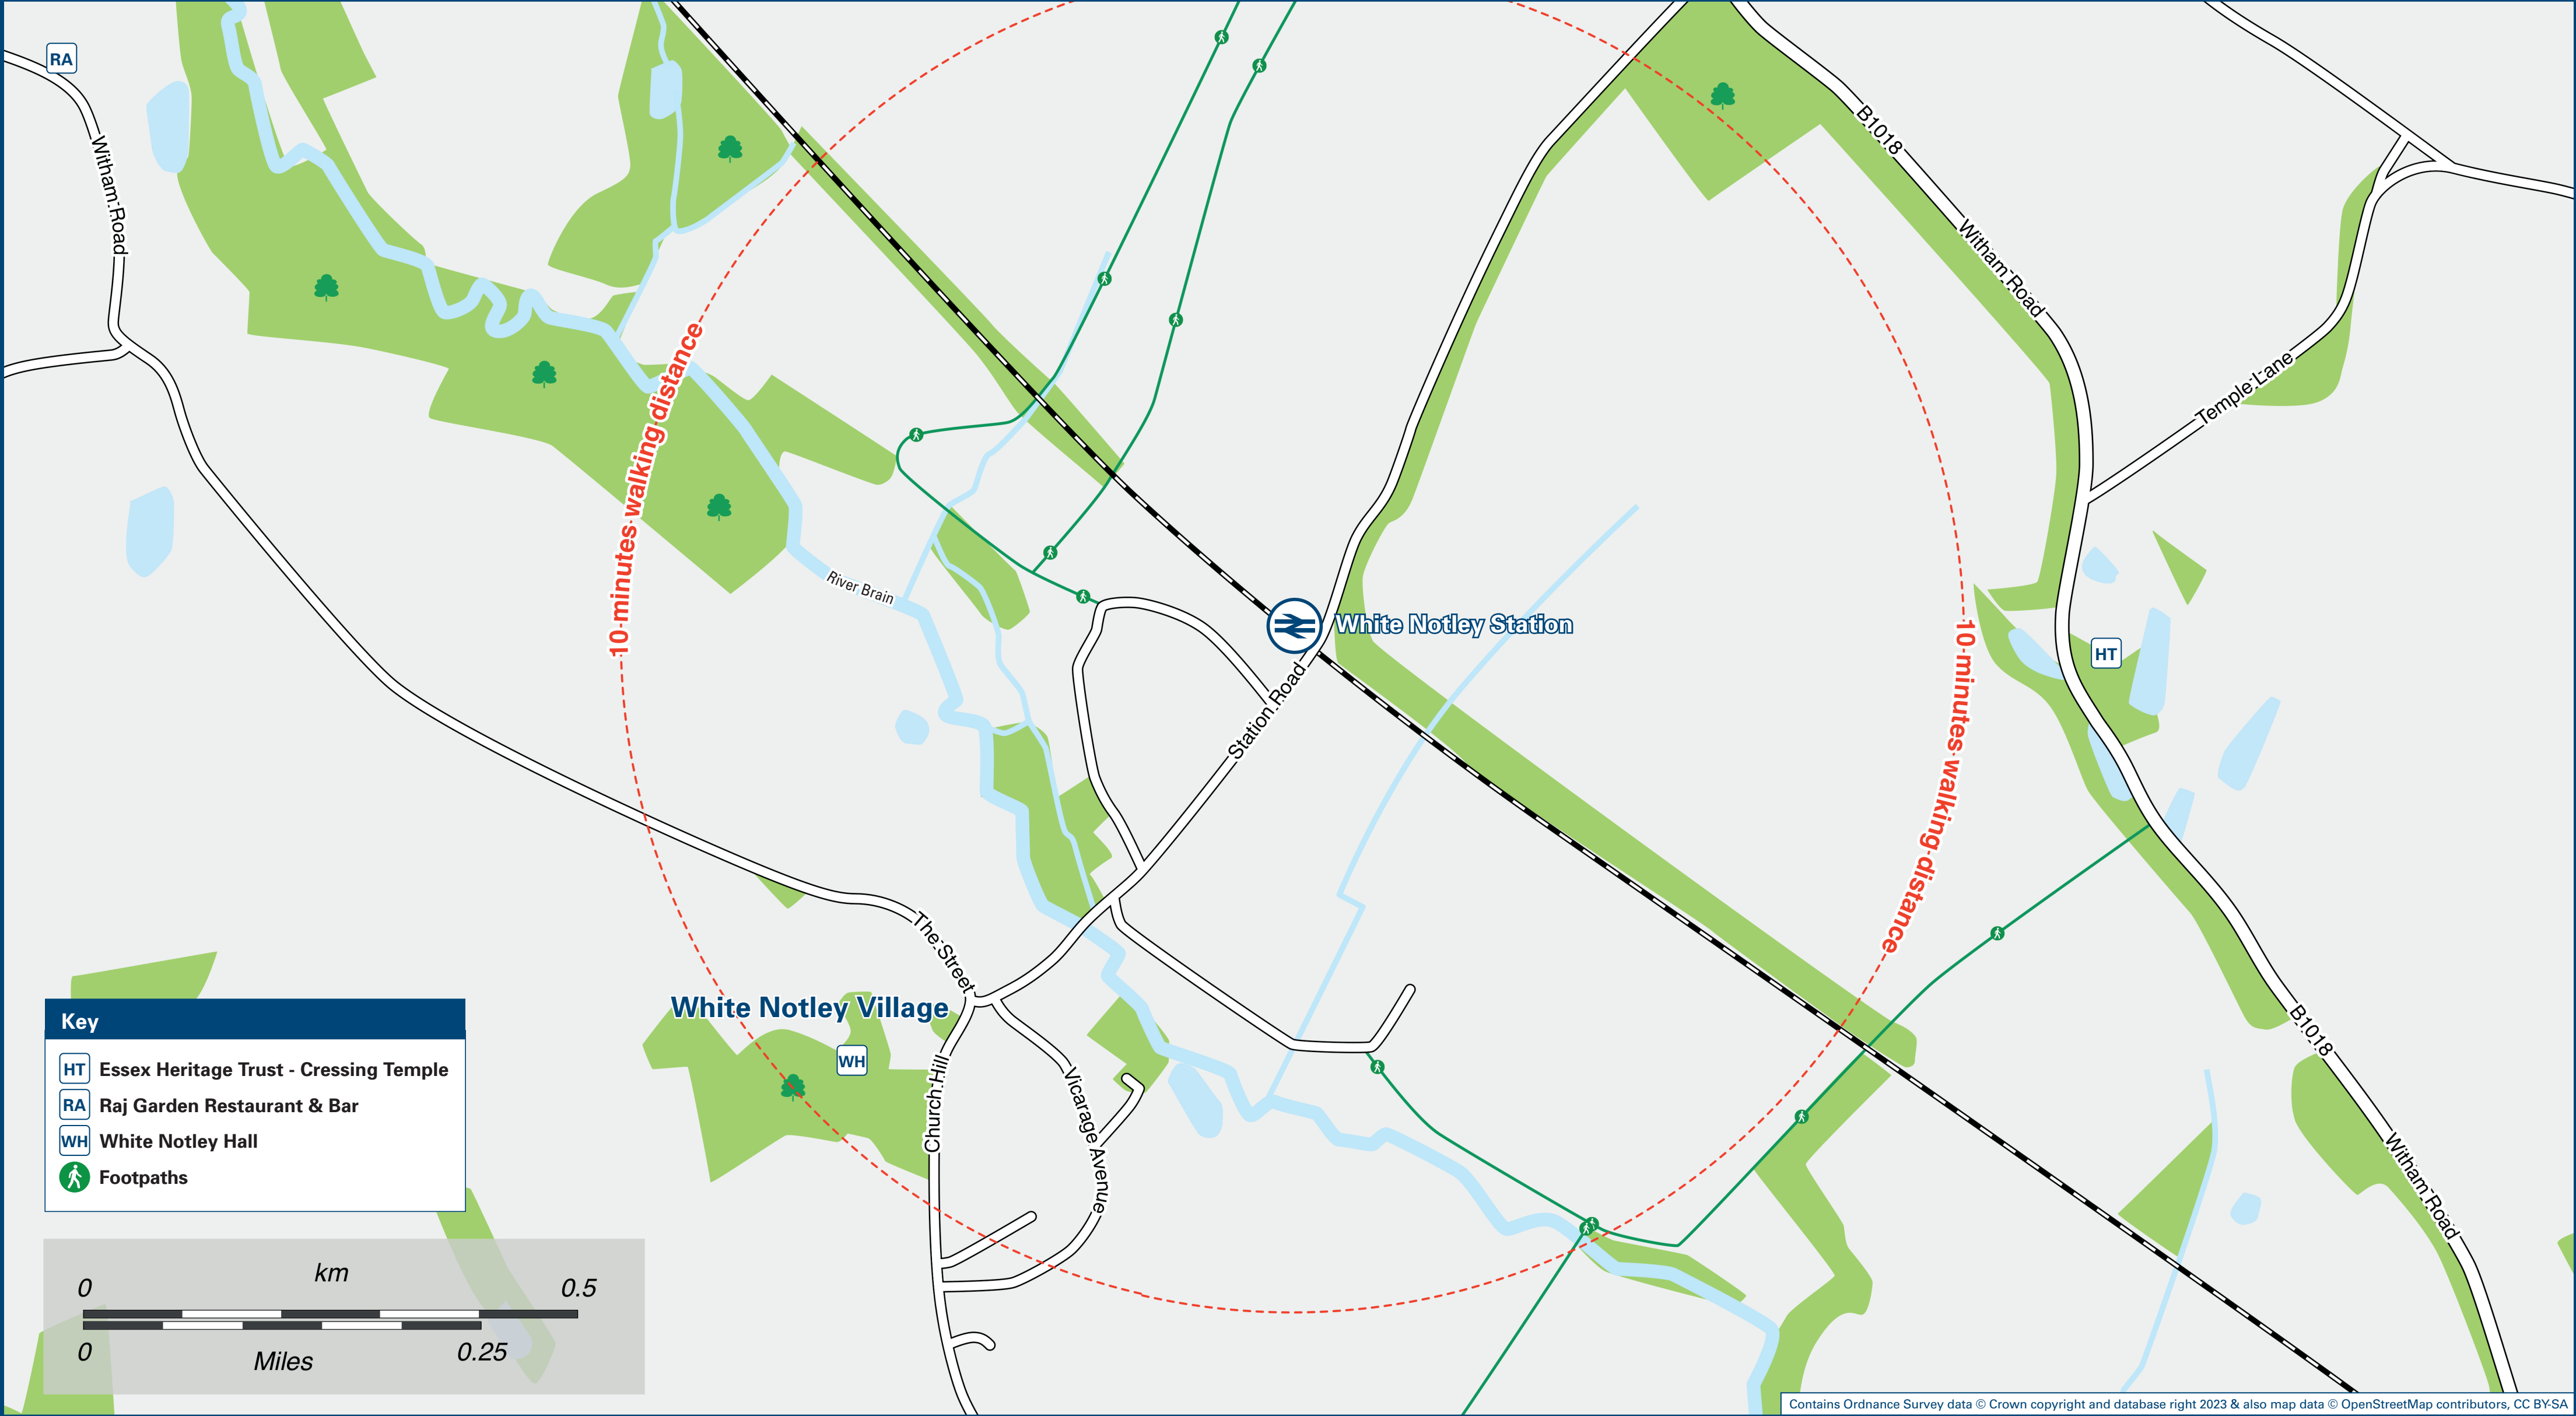 RA
Witham Road
B1018
Witham Road
Temple Lane
10 minutes walking distance
River Brain
White Notley Station
HT
10 minutes walking distance
Station Road
The Street
White Notley Village
WH
Church Hill
Vicarage Avenue
B1018
Witham Road
Key
HT Essex Heritage Trust - Cressing Temple
RA Raj Garden Restaurant & Bar
WH White Notley Hall
Footpaths
km
0 0.5
0 0.25
Miles
Contains Ordnance Survey data © Crown copyright and database right 2023 & also map data © OpenStreetMap contributors, CC BY-SA